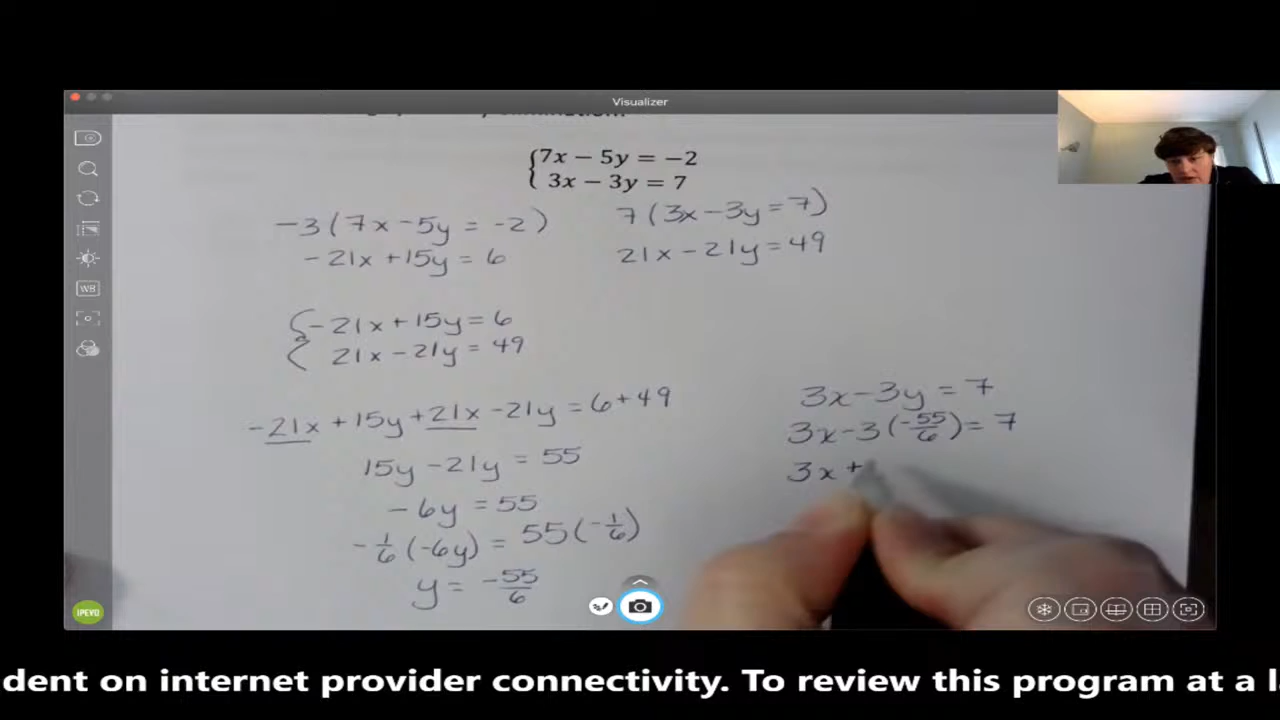 Visualizer
7x − 5y = −2
3x − 3y = 7
-3(7x-5y = -2)
7(3x-3y=7)
-21x+15y = 6
21x-21y=49
-21x+15y=6
21x-21y=49
-21x+15y+21x-21y=6+49
15y-21y=55
-6y=55
-1/6(-6y)=55(-1/6)
y=-55/6
3x-3y=7
3x-3(-55/6)=7
3x+
WB
IPEVO
dent on internet provider connectivity. To review this program at a l